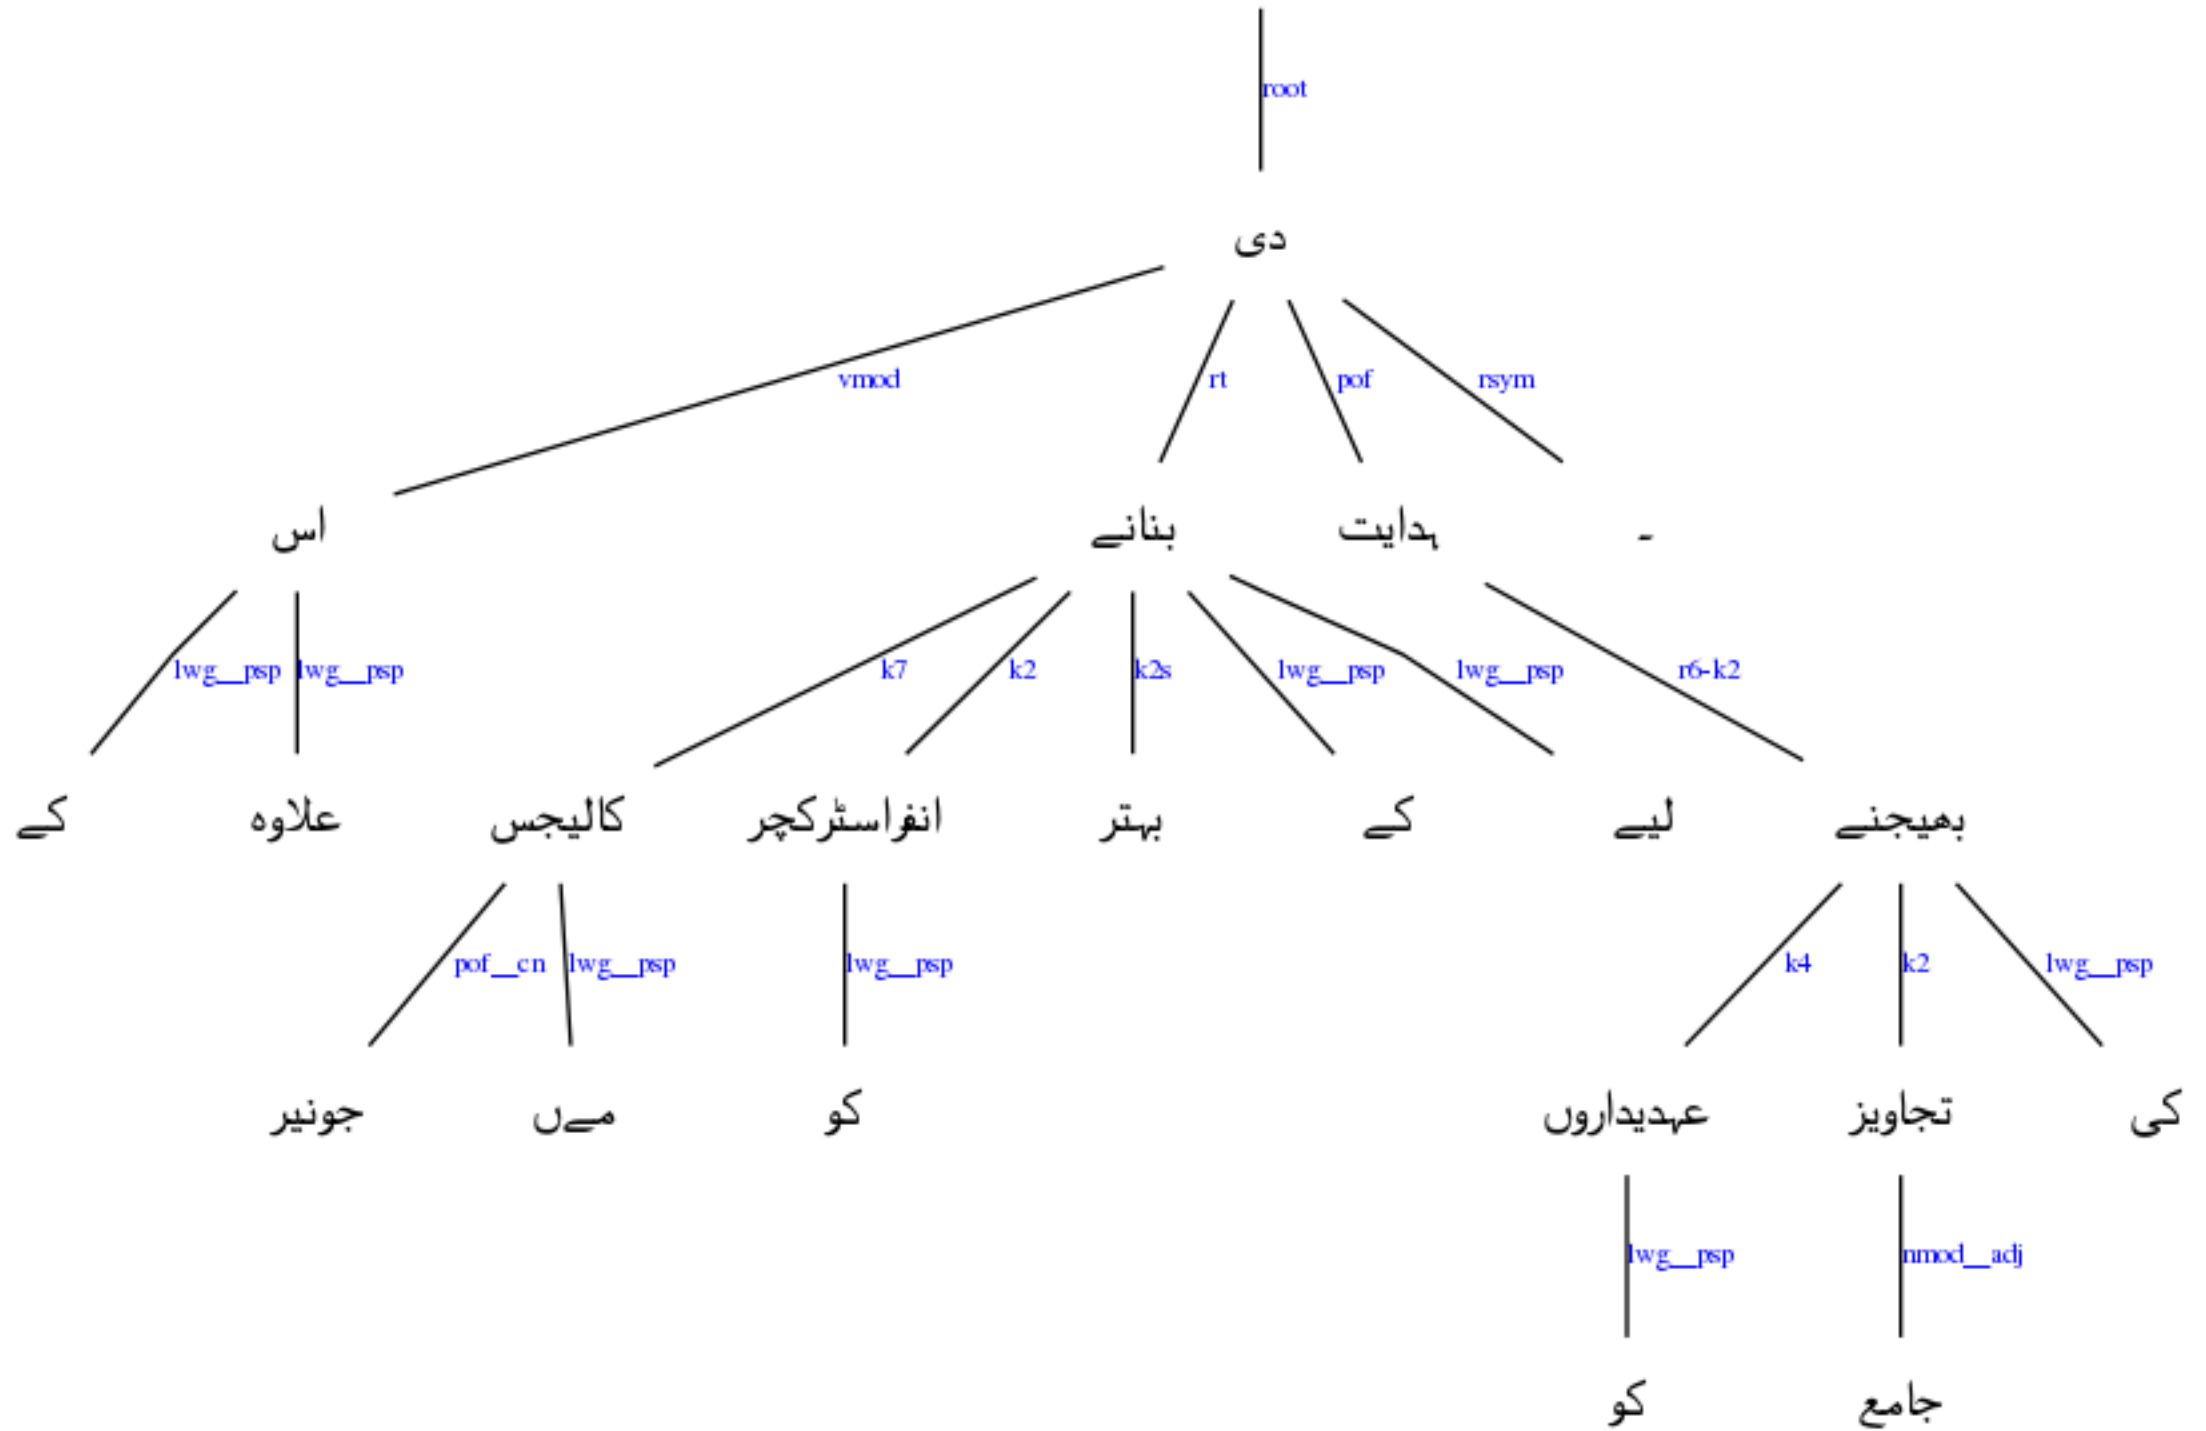 root
دی
vmod rt pof rsym
اس بنانے ہدایت ۔
lwg__psp lwg__psp k7 k2 k2s lwg__psp lwg__psp r6-k2
کے علاوہ کالیجس انفراسٹرکچر بہتر کے لیے بھیجنے
pof__cn lwg__psp lwg__psp k4 k2 lwg__psp
جونیر مےں کو عہدیداروں تجاویز کی
lwg__psp nmod__adj
کو جامع